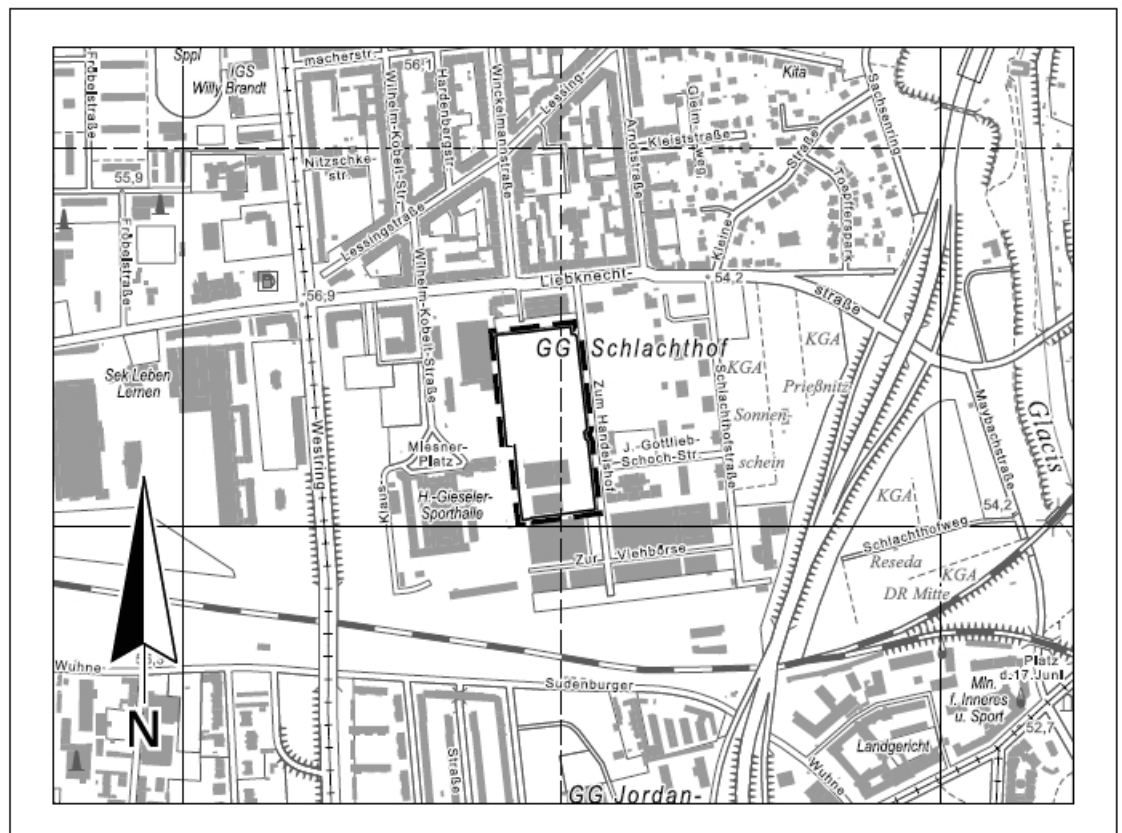 Sppl
IGS
Willy Brandt
Fröbelstraße
macherstr.
56,1
Wilhelm-Kobelt-Str.
Hardenbergstr.
Winckelmannstraße
Lessing-
Arndtstraße
Gleim-
weg
Kleiststraße
Kita
Sachsenring
Nitzschke-
str.
Lessingstraße
Kleine
Straße
Toepfferspark
55,9
Fröbelstraße
56,9
Wilhelm-Kobelt-Straße
Liebknecht-
straße
54,2
GG Schlachthof
KGA
KGA
Prießnitz
Sonnen-
schein
Sek Leben
Lernen
Westring
Miesner-
Platz
Klaus-
H.-Gieseler-
Sporthalle
Zum Handelshof
J.-Gottlieb-
Schoch-Str.
Schlachthofstraße
Maybachstraße
Glacis
KGA
54,2
Schlachthofweg
Reseda
KGA
DR Mitte
Zur Viehbörse
Wuhne-
Sudenburger
Straße
Wuhne-
Landgericht
Platz
d.17.Juni
Min.
f. Inneres
u. Sport
52,7
GG Jordan-
N